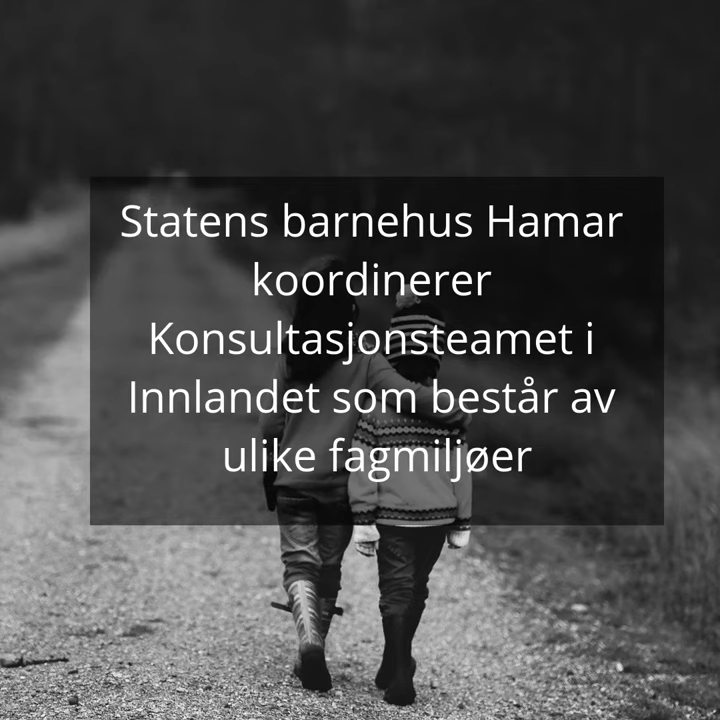 Statens barnehus Hamar
koordinerer
Konsultasjonsteamet i
Innlandet som består av
ulike fagmiljøer